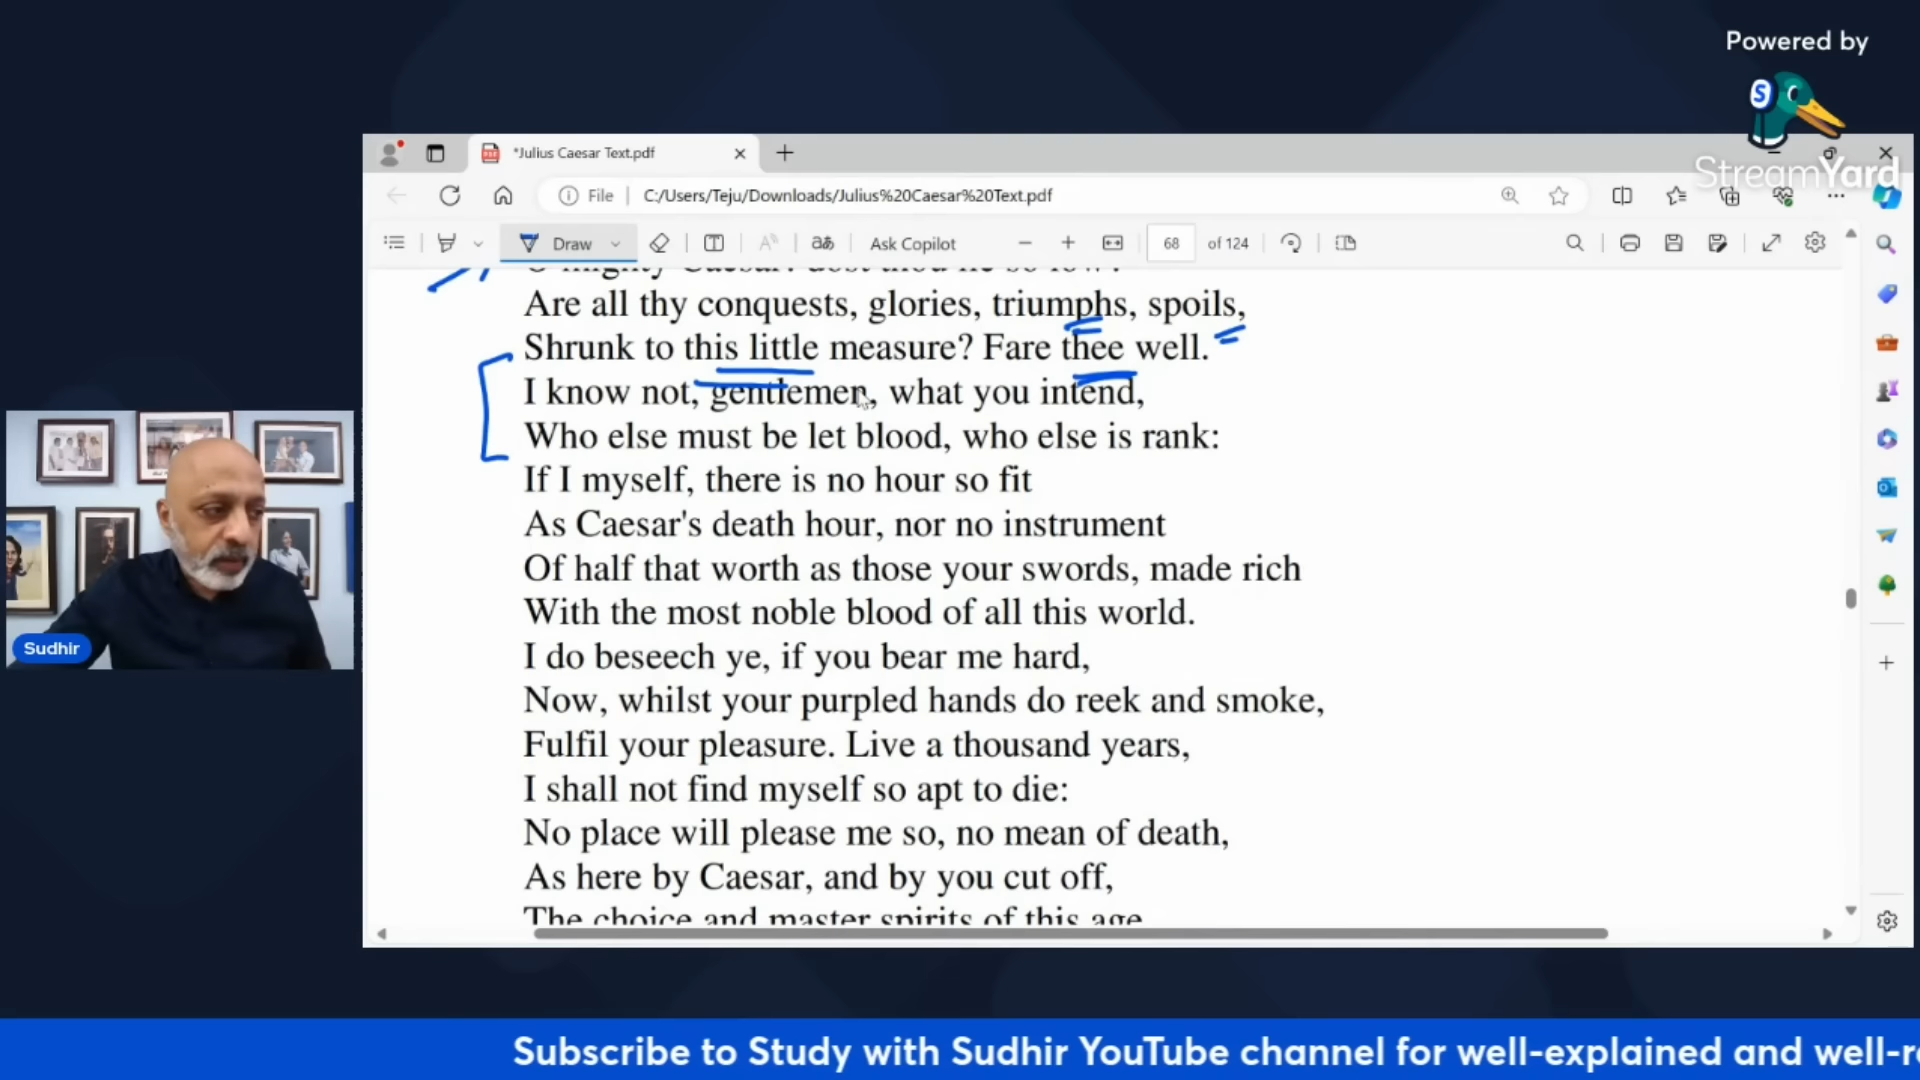 Powered by
S
StreamYard
*Julius Caesar Text.pdf
File
C:/Users/Teju/Downloads/Julius%20Caesar%20Text.pdf
Draw
Ask Copilot
68
of 124
O mighty Caesar! dost thou lie so low?
Are all thy conquests, glories, triumphs, spoils,
Shrunk to this little measure? Fare thee well.
I know not, gentlemen, what you intend,
Who else must be let blood, who else is rank:
If I myself, there is no hour so fit
As Caesar's death hour, nor no instrument
Of half that worth as those your swords, made rich
With the most noble blood of all this world.
I do beseech ye, if you bear me hard,
Now, whilst your purpled hands do reek and smoke,
Fulfil your pleasure. Live a thousand years,
I shall not find myself so apt to die:
No place will please me so, no mean of death,
As here by Caesar, and by you cut off,
The choice and master spirits of this age
Sudhir
Subscribe to Study with Sudhir YouTube channel for well-explained and well-r